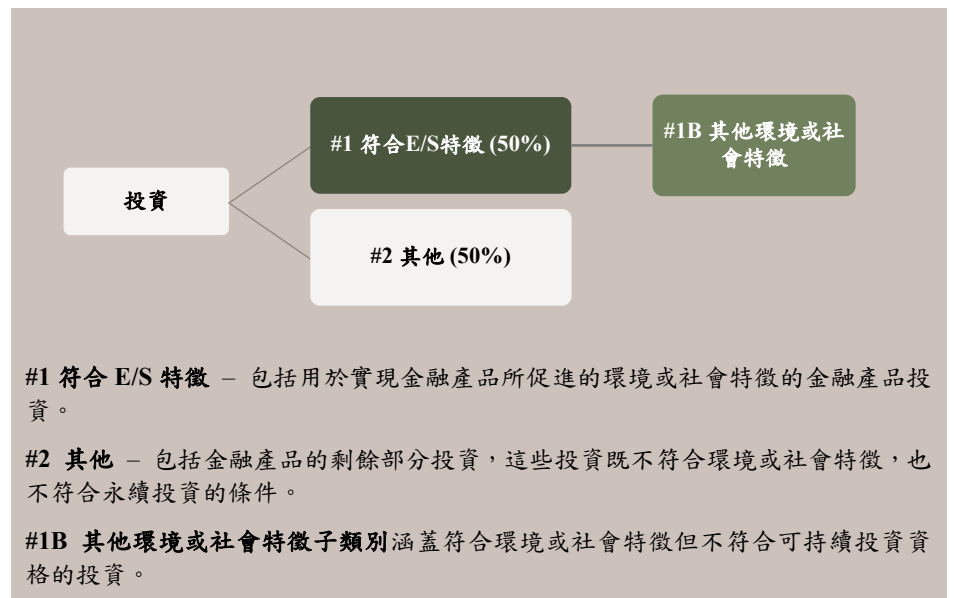 投資
#1 符合E/S特徵 (50%)
#1B 其他環境或社
會特徵
#2 其他 (50%)
#1 符合 E/S 特徵 – 包括用於實現金融產品所促進的環境或社會特徵的金融產品投
資。
#2 其他 – 包括金融產品的剩餘部分投資，這些投資既不符合環境或社會特徵，也
不符合永續投資的條件。
#1B 其他環境或社會特徵子類別涵蓋符合環境或社會特徵但不符合可持續投資資
格的投資。